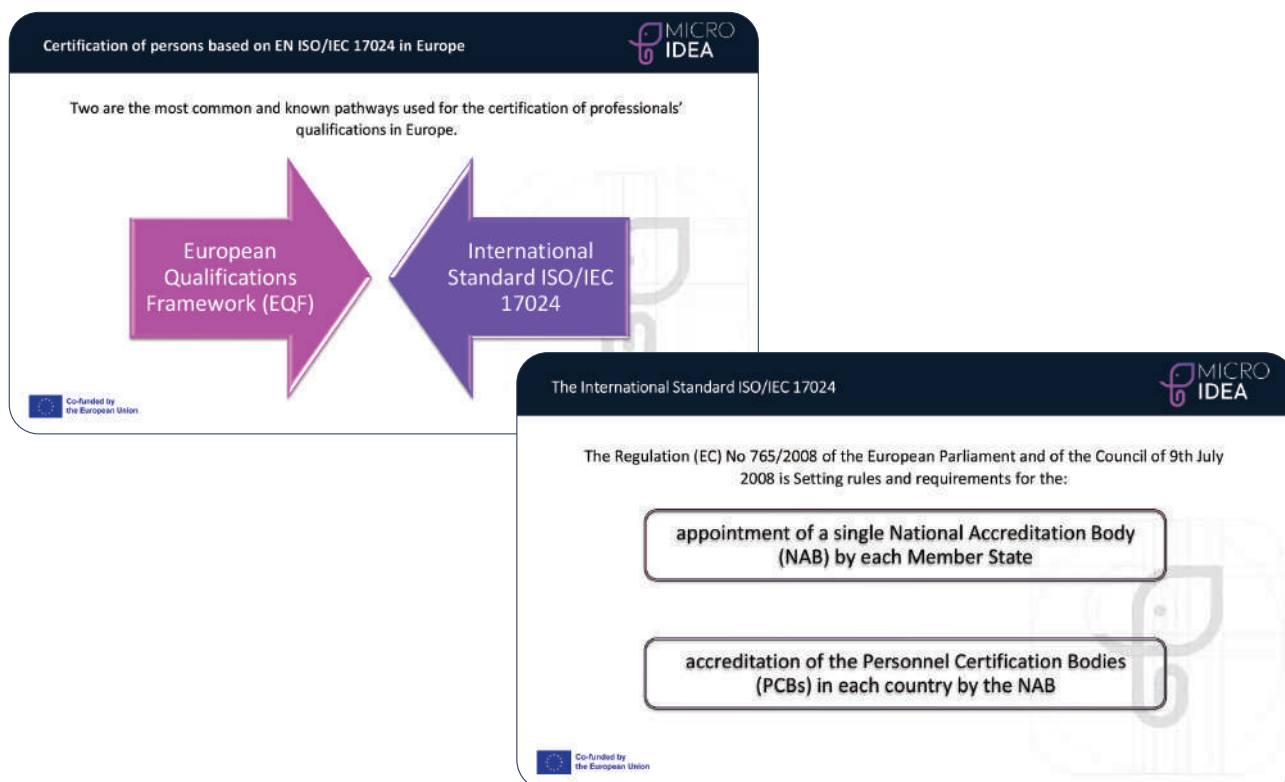 Certification of persons based on EN ISO/IEC 17024 in Europe
MICRO
IDEA
Two are the most common and known pathways used for the certification of professionals'
qualifications in Europe.
European
Qualifications
Framework (EQF)
International
Standard ISO/IEC
17024
Co-funded by
the European Union
The International Standard ISO/IEC 17024
MICRO
IDEA
The Regulation (EC) No 765/2008 of the European Parliament and of the Council of 9th July
2008 is Setting rules and requirements for the:
appointment of a single National Accreditation Body
(NAB) by each Member State
accreditation of the Personnel Certification Bodies
(PCBs) in each country by the NAB
Co-funded by
the European Union